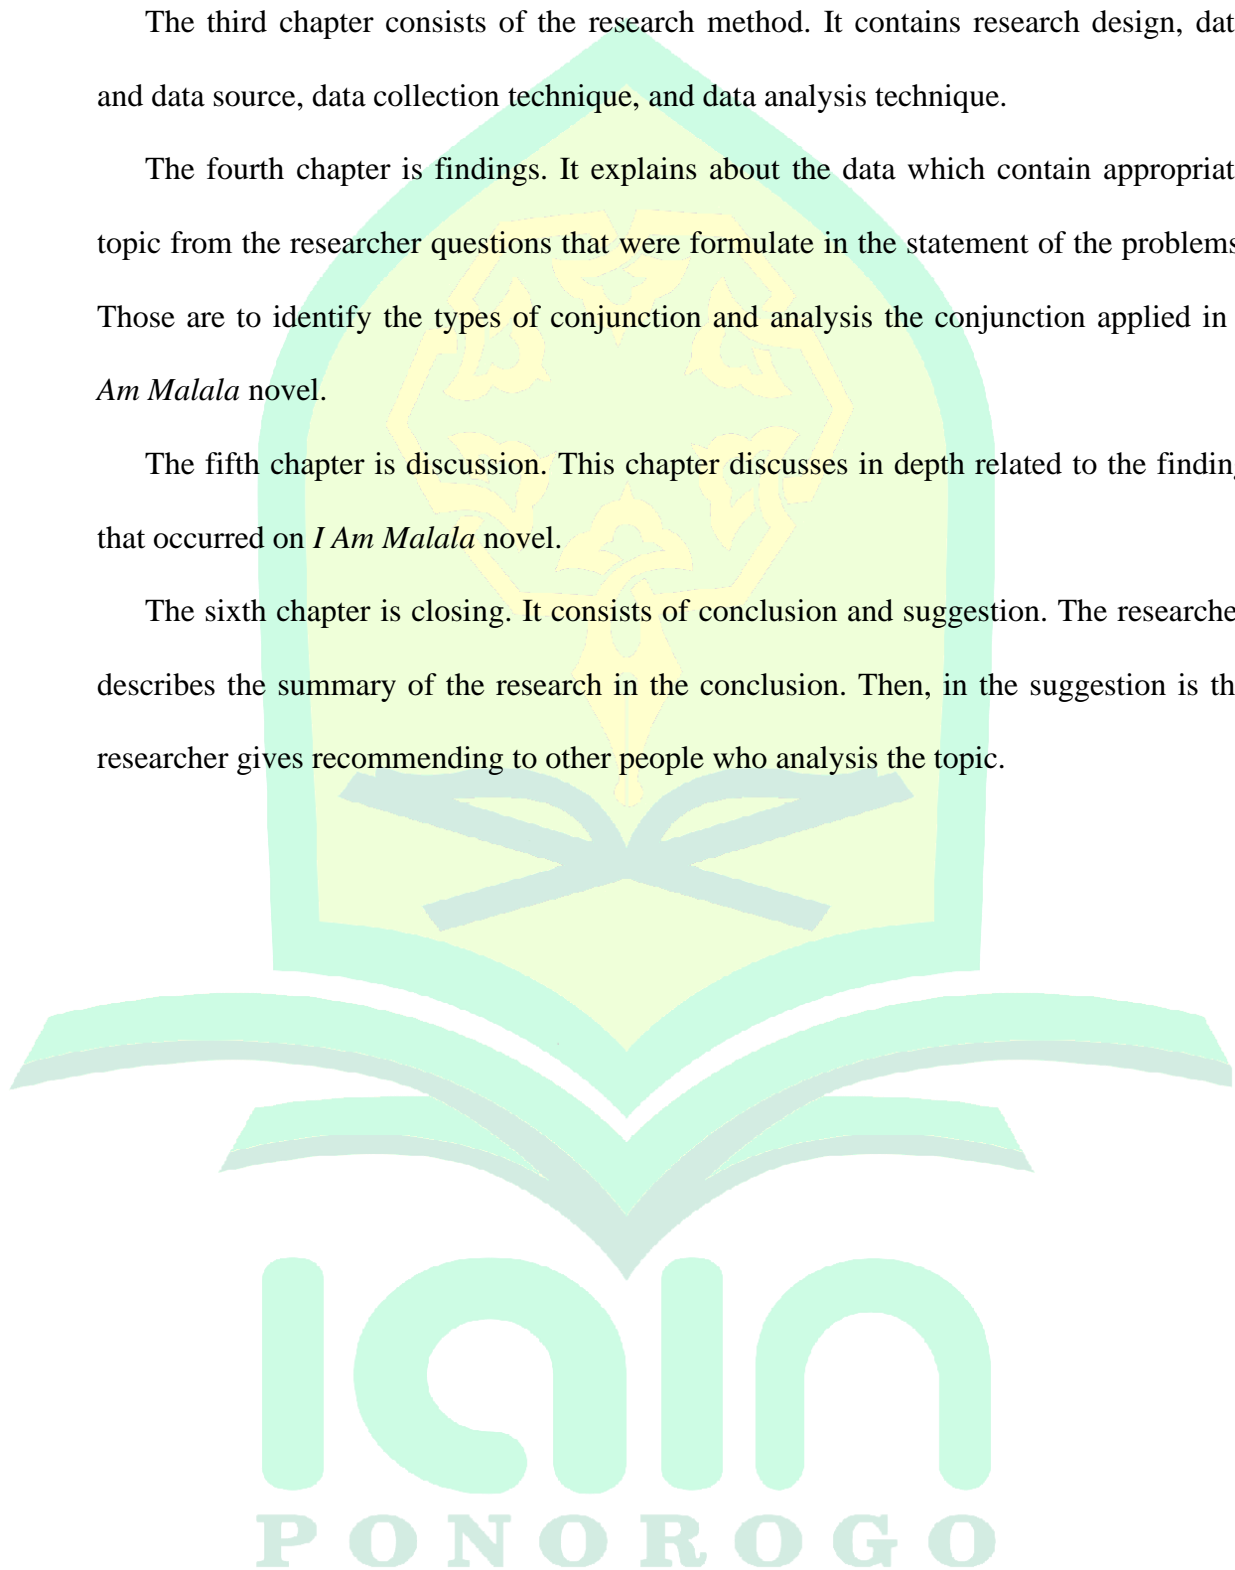 The third chapter consists of the research method. It contains research design, dat
and data source, data collection technique, and data analysis technique.
The fourth chapter is findings. It explains about the data which contain appropriat
topic from the researcher questions that were formulate in the statement of the problems
Those are to identify the types of conjunction and analysis the conjunction applied in
Am Malala novel.
The fifth chapter is discussion. This chapter discusses in depth related to the finding
that occurred on I Am Malala novel.
The sixth chapter is closing. It consists of conclusion and suggestion. The researche
describes the summary of the research in the conclusion. Then, in the suggestion is th
researcher gives recommending to other people who analysis the topic.
iain
PONOROGO